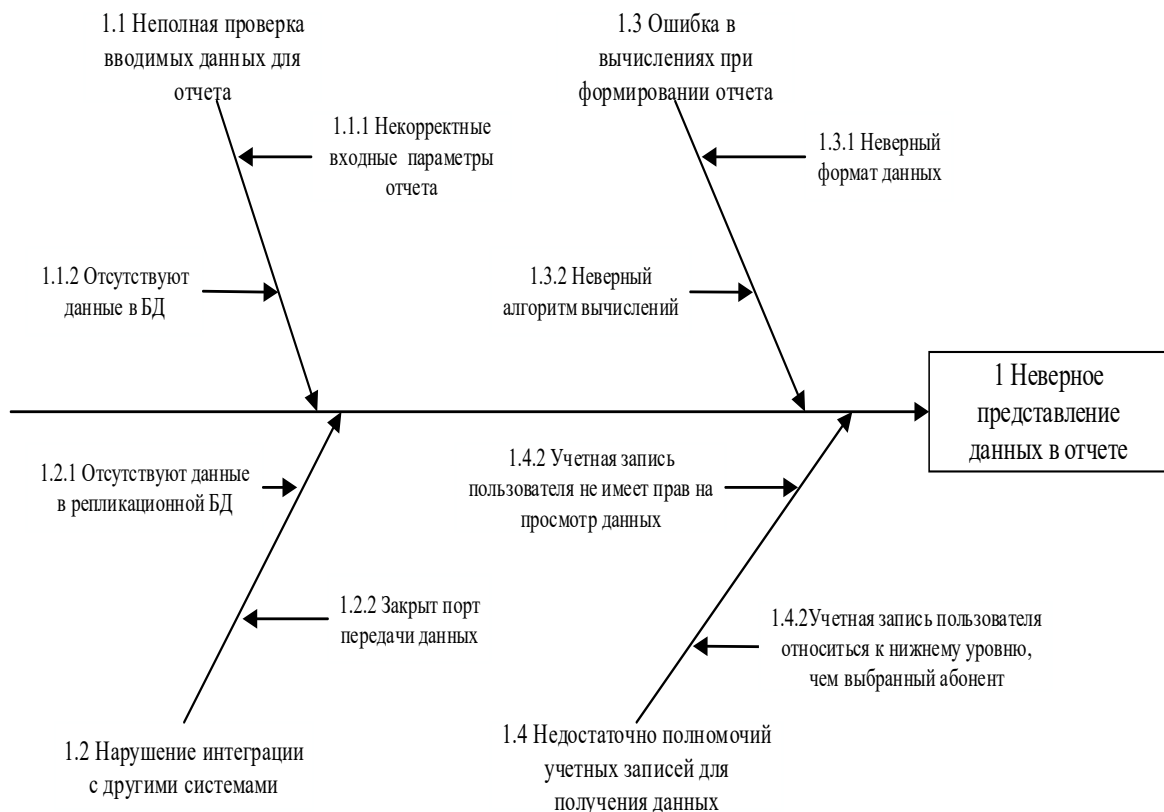 1.1 Неполная проверка
вводимых данных для
отчета
1.3 Ошибка в
вычислениях при
формировании отчета
1.1.1 Некорректные
входные параметры
отчета
1.3.1 Неверный
формат данных
1.1.2 Отсутствуют
данные в БД
1.3.2 Неверный
алгоритм вычислений
1 Неверное
представление
данных в отчете
1.2.1 Отсутствуют данные
в репликационной БД
1.4.2 Учетная запись
пользователя не имеет прав на
просмотр данных
1.2.2 Закрыт порт
передачи данных
1.4.2Учетная запись пользователя
относиться к нижнему уровню,
чем выбранный абонент
1.2 Нарушение интеграции
с другими системами
1.4 Недостаточно полномочий
учетных записей для
получения данных